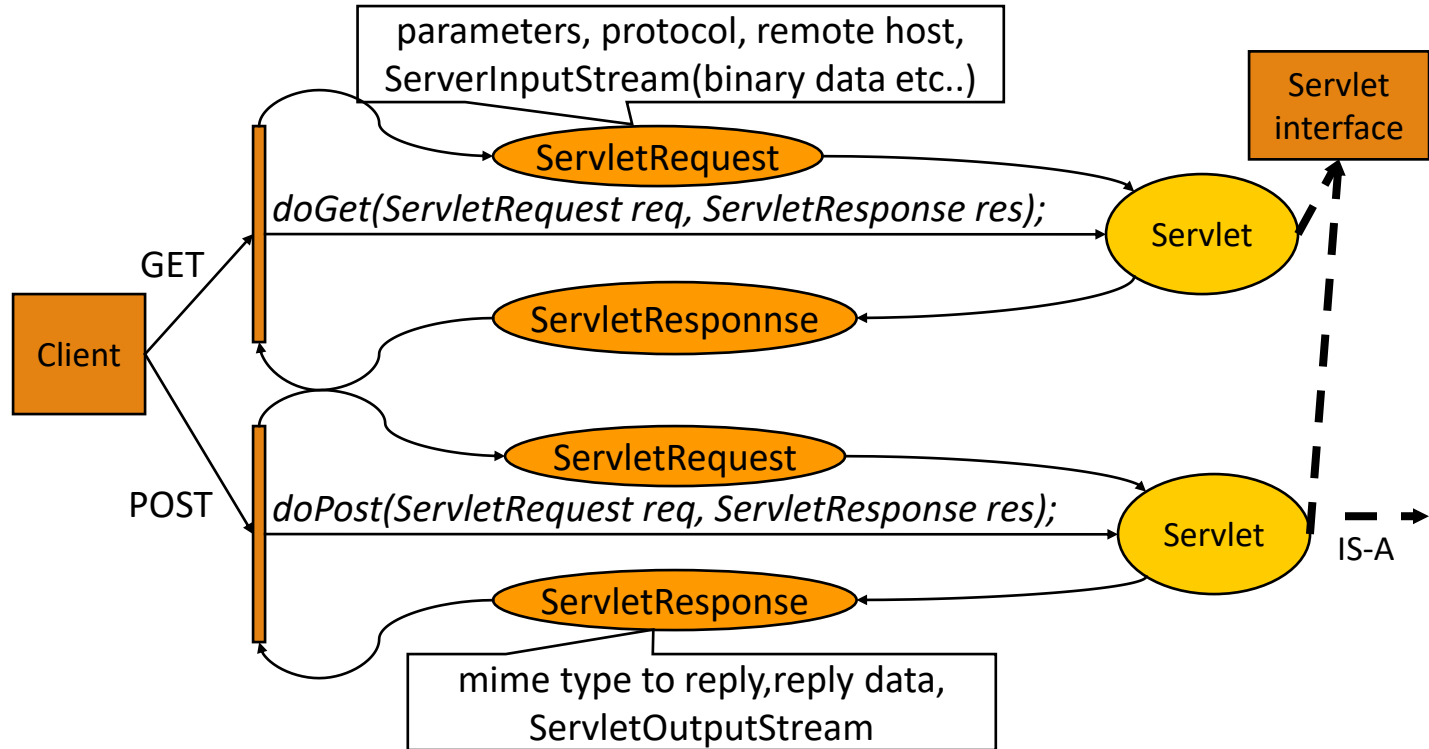 parameters, protocol, remote host,
ServerInputStream(binary data etc..)
Servlet
interface
ServletRequest
doGet(ServletRequest req, ServletResponse res);
Servlet
GET
ServletResponnse
Client
ServletRequest
POST
doPost(ServletRequest req, ServletResponse res);
Servlet
IS-A
ServletResponse
mime type to reply,reply data,
ServletOutputStream